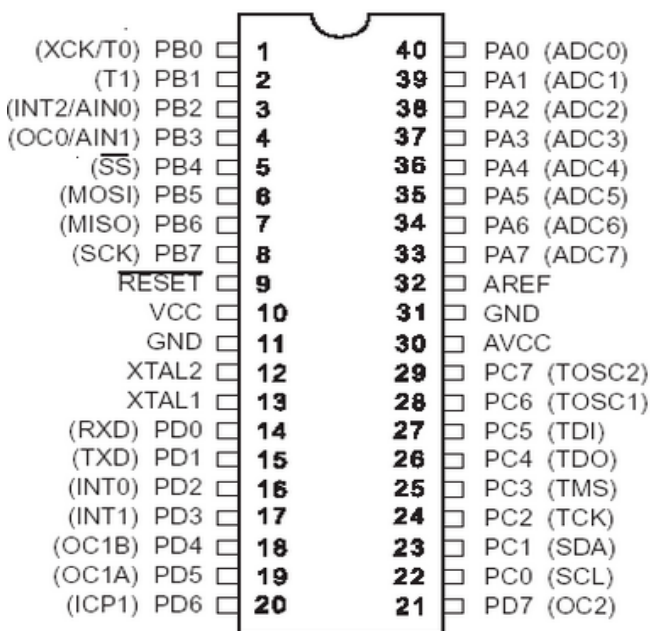 (XCK/T0) PB0 1 40 PA0 (ADC0)
(T1) PB1 2 39 PA1 (ADC1)
(INT2/AIN0) PB2 3 38 PA2 (ADC2)
(OC0/AIN1) PB3 4 37 PA3 (ADC3)
(SS) PB4 5 36 PA4 (ADC4)
(MOSI) PB5 6 35 PA5 (ADC5)
(MISO) PB6 7 34 PA6 (ADC6)
(SCK) PB7 8 33 PA7 (ADC7)
RESET 9 32 AREF
VCC 10 31 GND
GND 11 30 AVCC
XTAL2 12 29 PC7 (TOSC2)
XTAL1 13 28 PC6 (TOSC1)
(RXD) PD0 14 27 PC5 (TDI)
(TXD) PD1 15 26 PC4 (TDO)
(INT0) PD2 16 25 PC3 (TMS)
(INT1) PD3 17 24 PC2 (TCK)
(OC1B) PD4 18 23 PC1 (SDA)
(OC1A) PD5 19 22 PC0 (SCL)
(ICP1) PD6 20 21 PD7 (OC2)